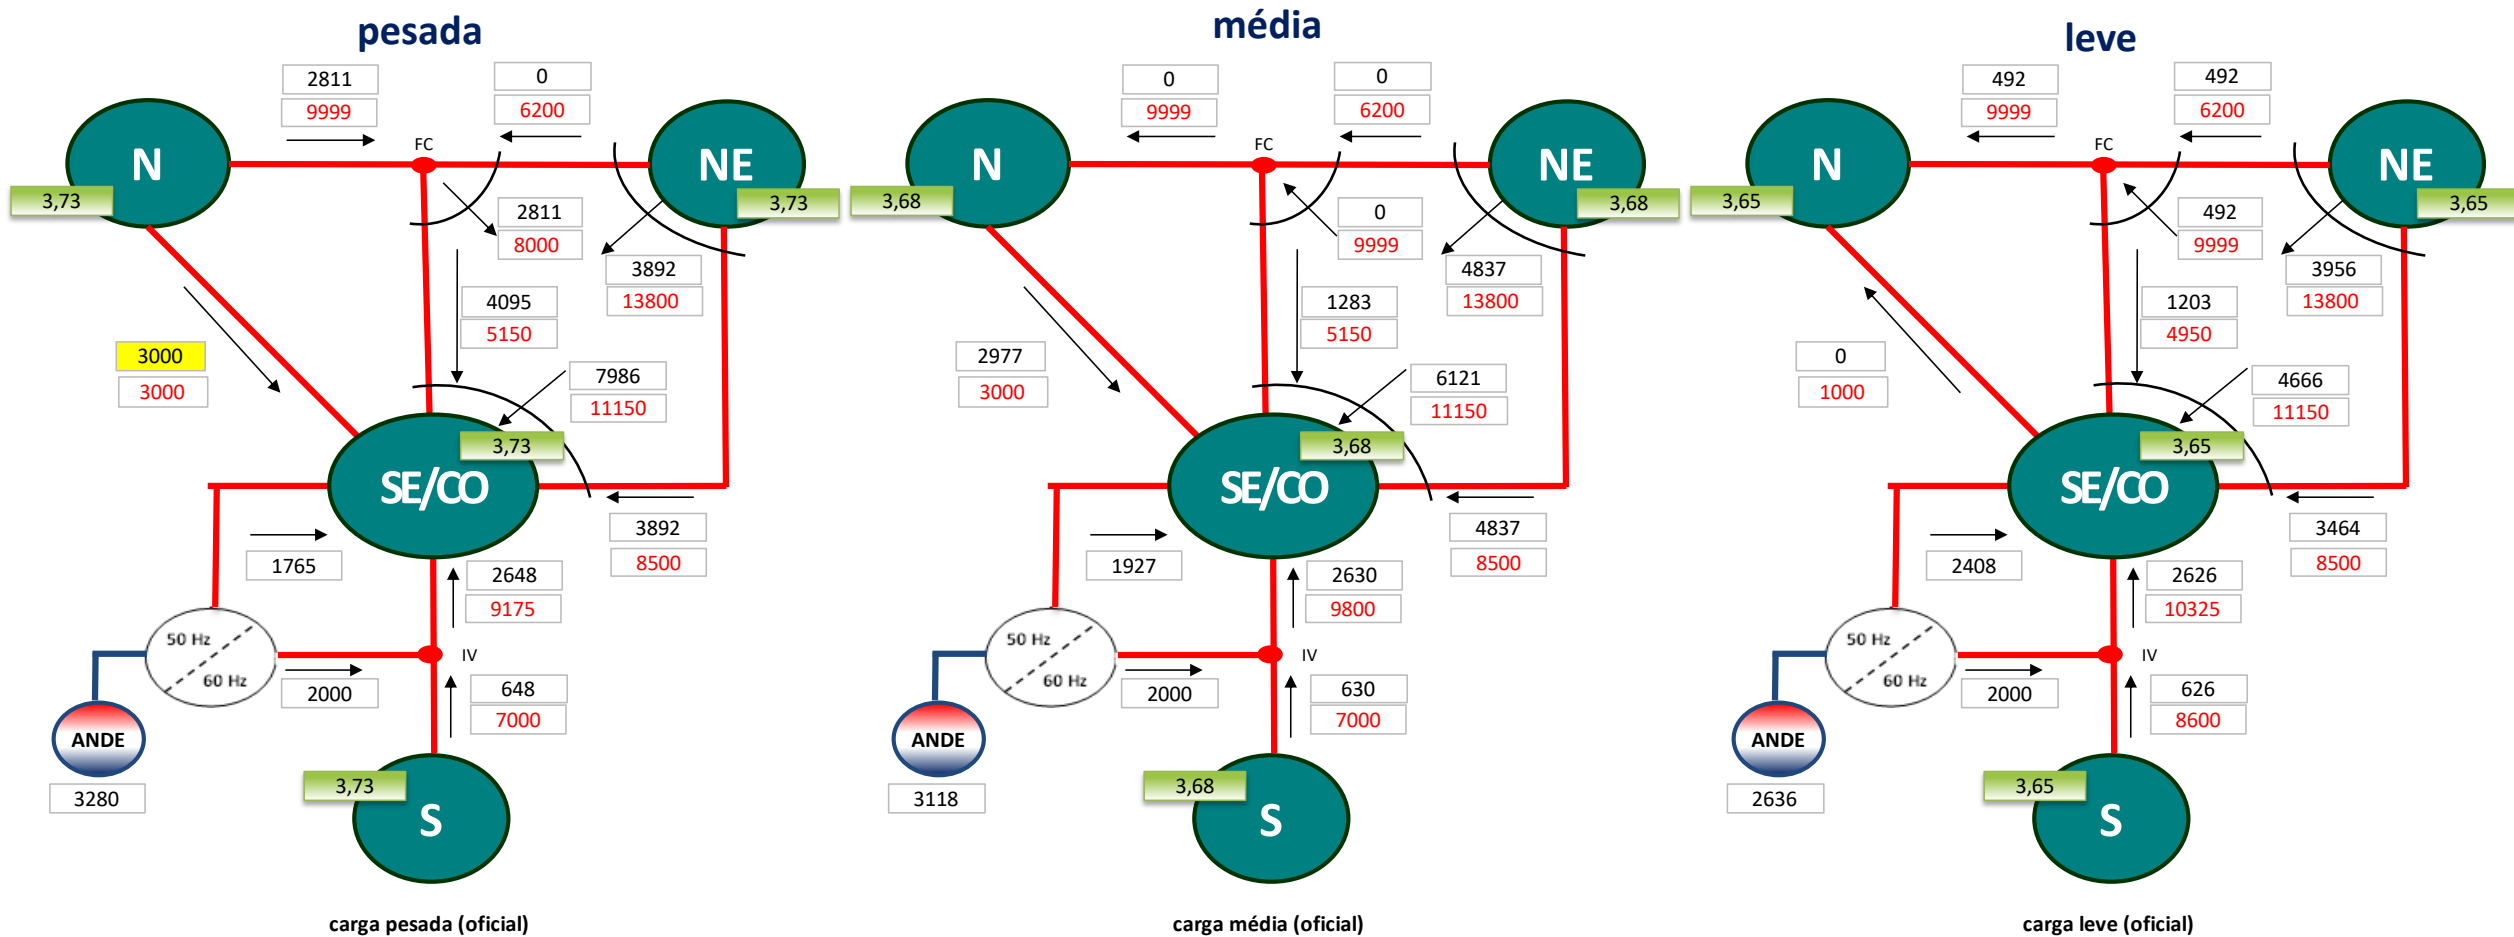 pesada
2811
9999
0
6200
FC
N
NE
3,73
3,73
2811
8000
3892
13800
4095
5150
3000
3000
7986
11150
3,73
SE/CO
3892
8500
1765
2648
9175
50 Hz
60 Hz
IV
2000
648
7000
ANDE
3280
3,73
S
carga pesada (oficial)
média
0
9999
0
6200
FC
N
NE
3,68
3,68
0
9999
4837
13800
1283
5150
2977
3000
6121
11150
3,68
SE/CO
4837
8500
1927
2630
9800
50 Hz
60 Hz
IV
2000
630
7000
ANDE
3118
3,68
S
carga média (oficial)
leve
492
9999
492
6200
FC
N
NE
3,65
3,65
492
9999
3956
13800
1203
4950
0
1000
4666
11150
3,65
SE/CO
3464
8500
2408
2626
10325
50 Hz
60 Hz
IV
2000
626
8600
ANDE
2636
3,65
S
carga leve (oficial)